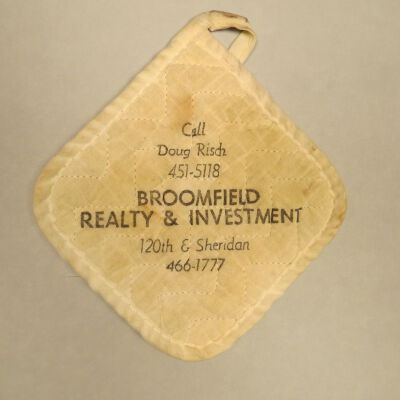 Call
Doug Risch
451-5118
BROOMFIELD
REALTY & INVESTMENT
120th & Sheridan
466-1777